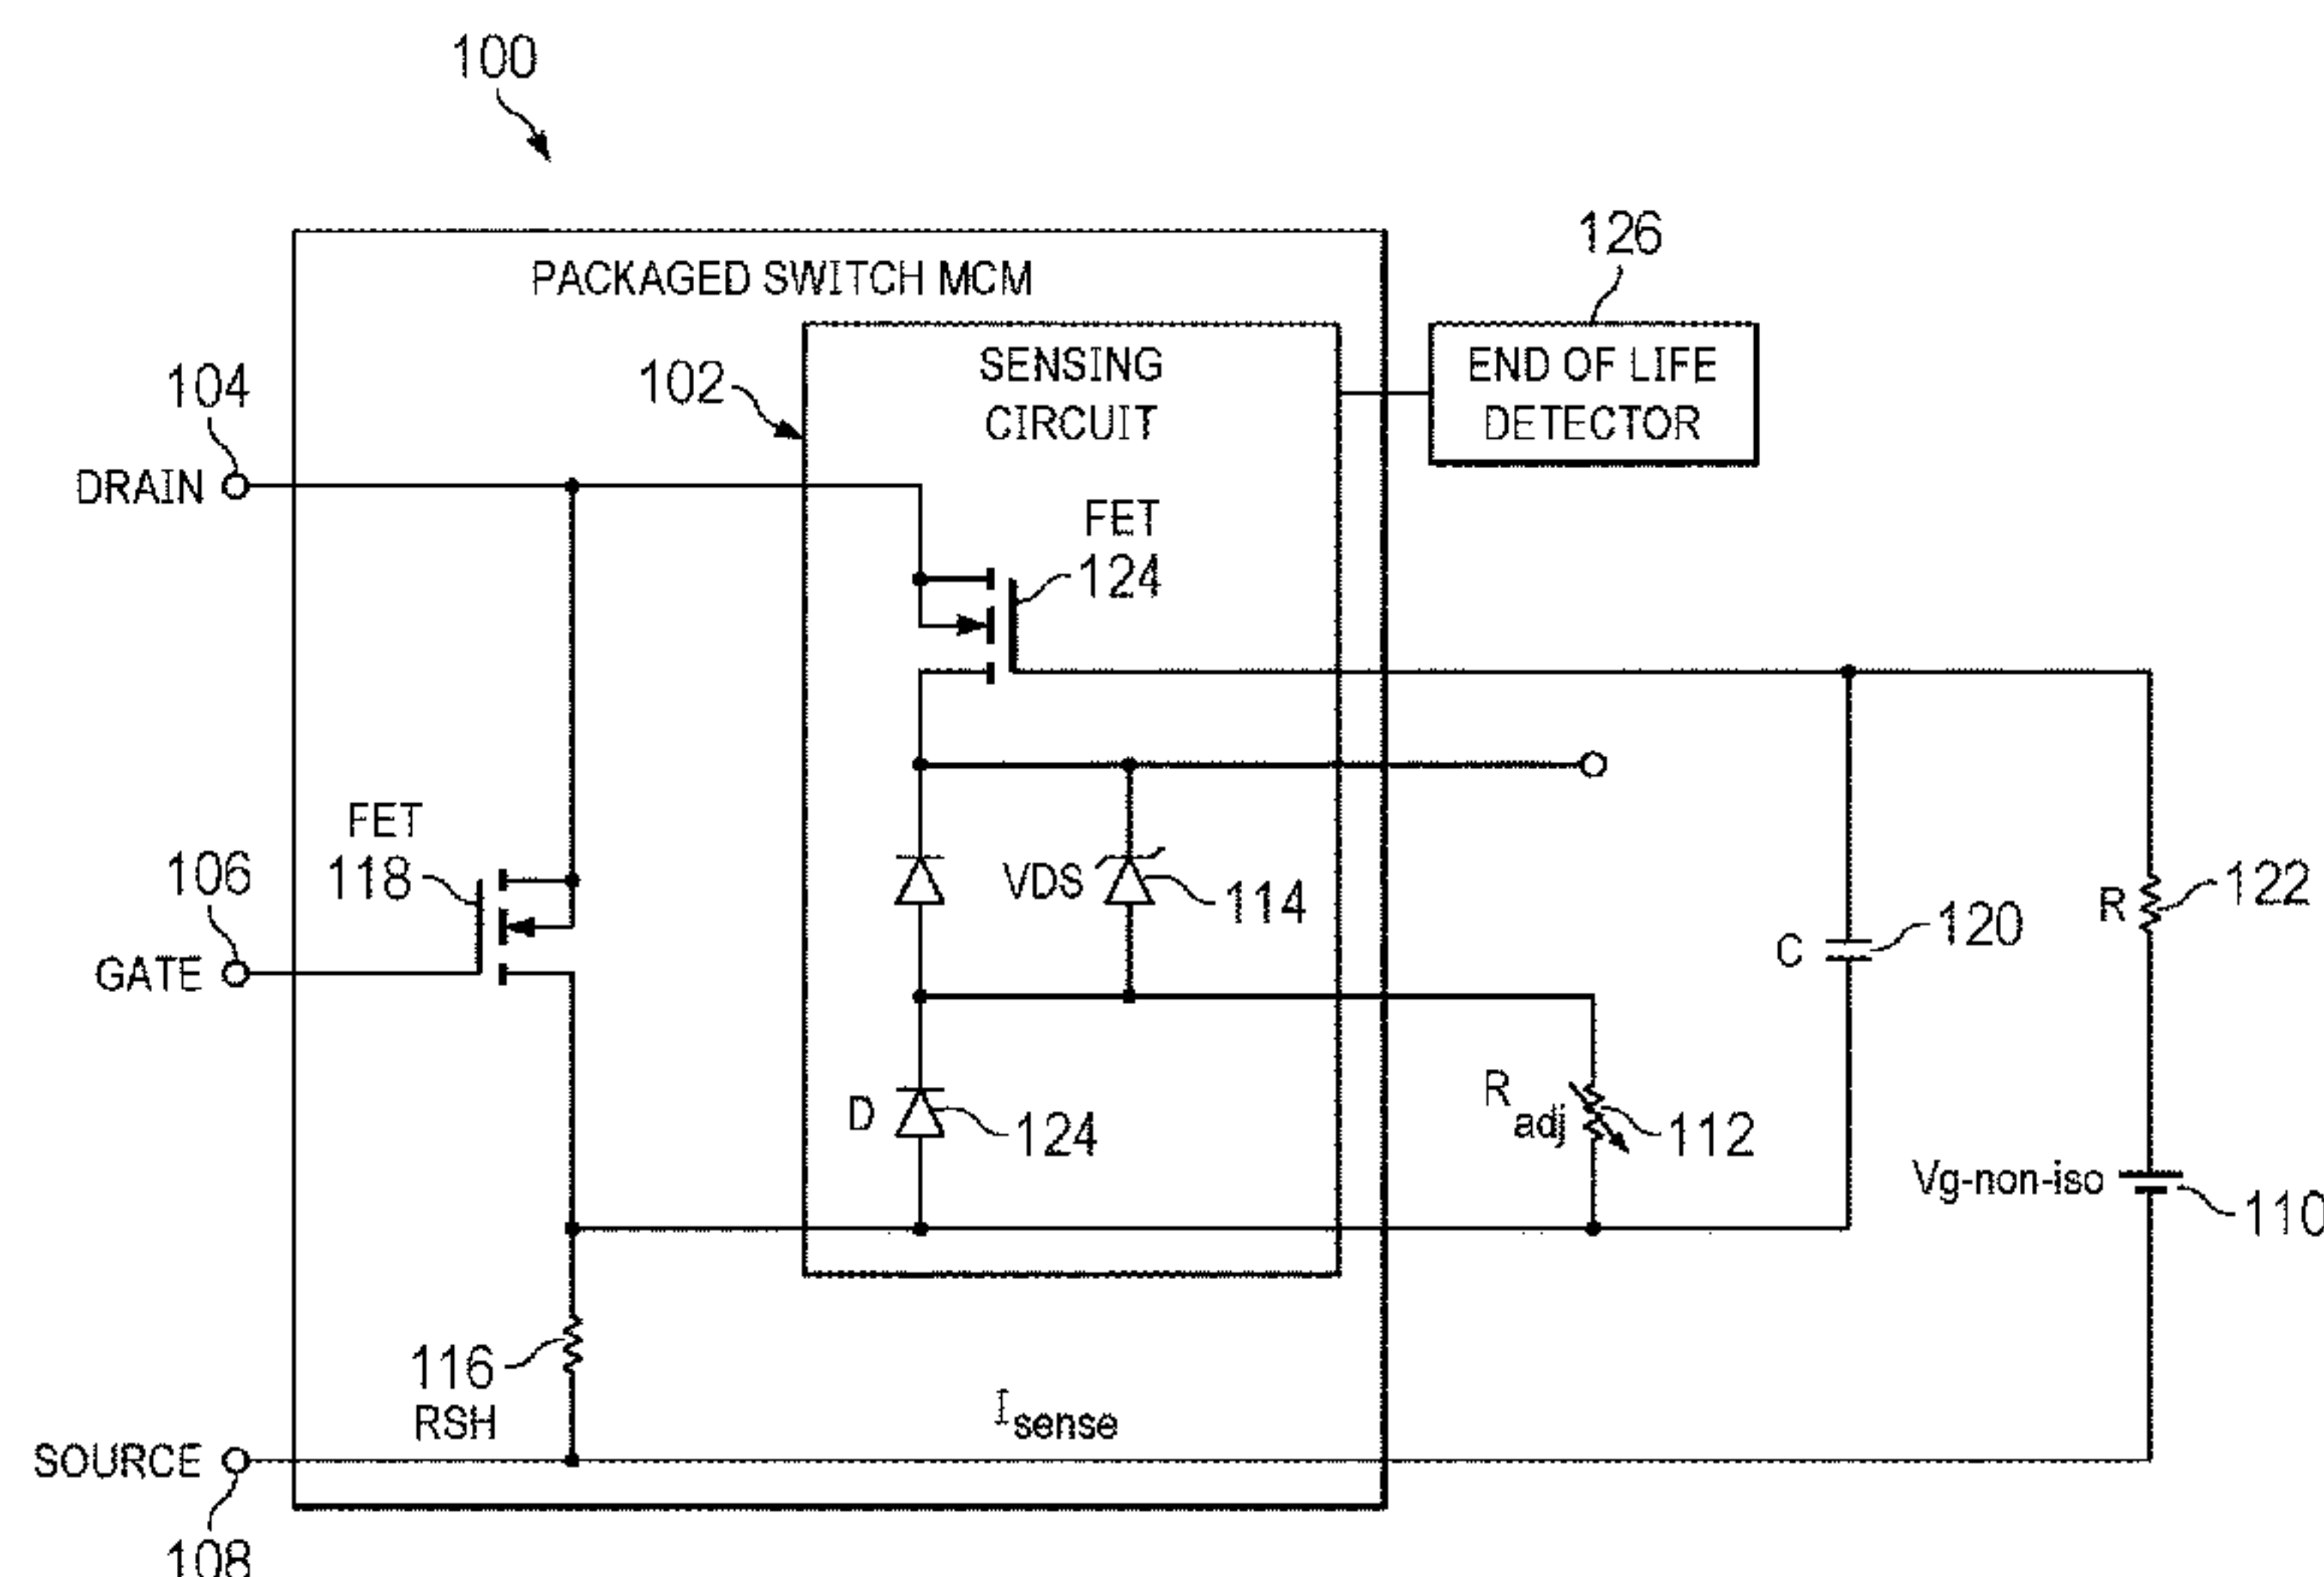 100
126
PACKAGED SWITCH MCM
102
SENSING
CIRCUIT
END OF LIFE
DETECTOR
104
DRAIN
FET
124
FET
118
106
GATE
VDS
114
C
120
R
122
D
124
R
adj
112
Vg-non-iso
110
116
RSH
I
sense
SOURCE
108